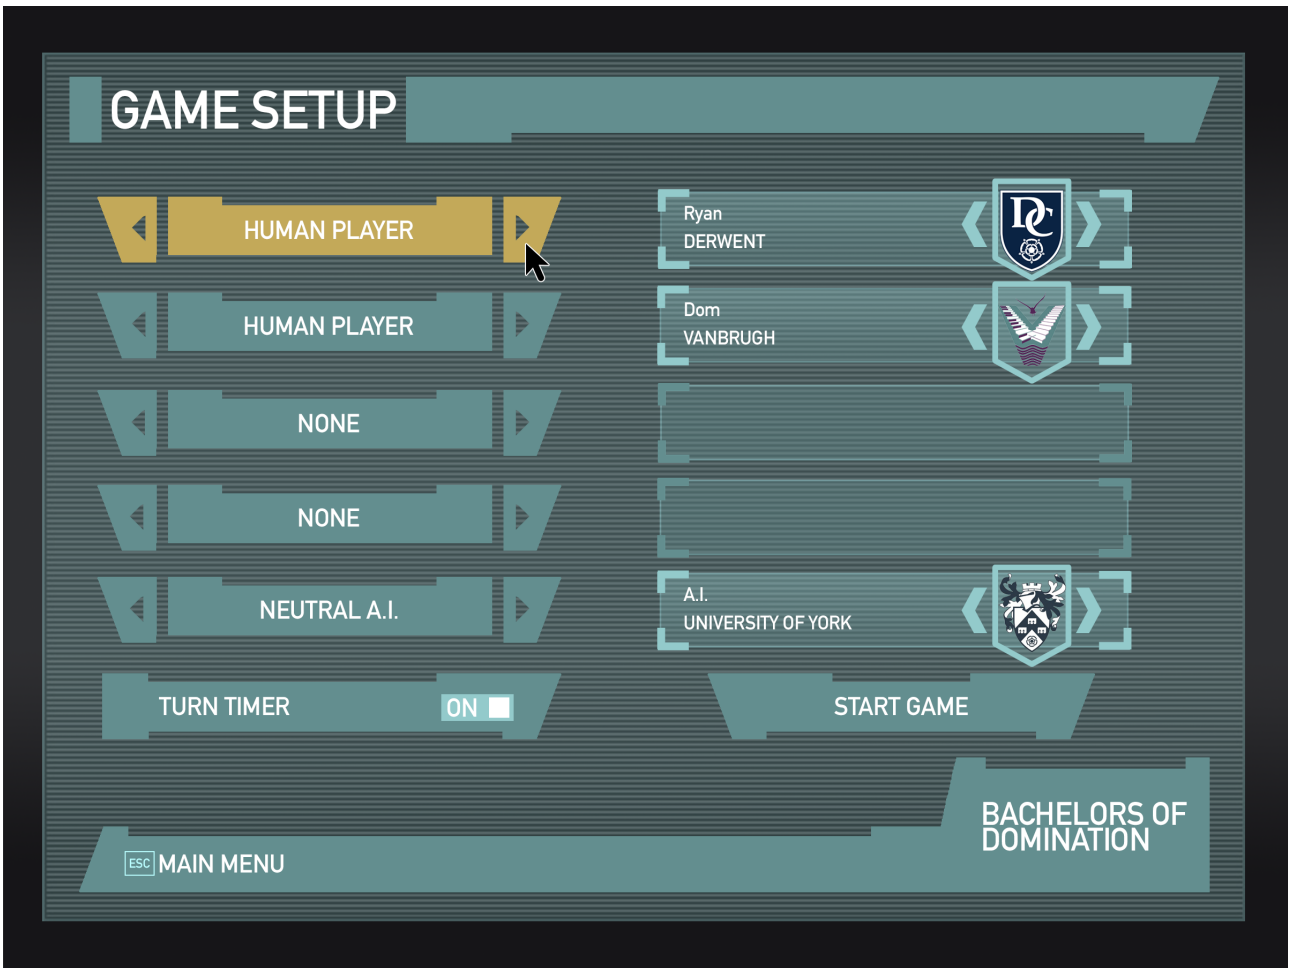 GAME SETUP
HUMAN PLAYER
Ryan
DERWENT
DC
HUMAN PLAYER
Dom
VANBRUGH
NONE
NONE
NEUTRAL A.I.
A.I.
UNIVERSITY OF YORK
TURN TIMER
ON
START GAME
BACHELORS OF
DOMINATION
ESC MAIN MENU